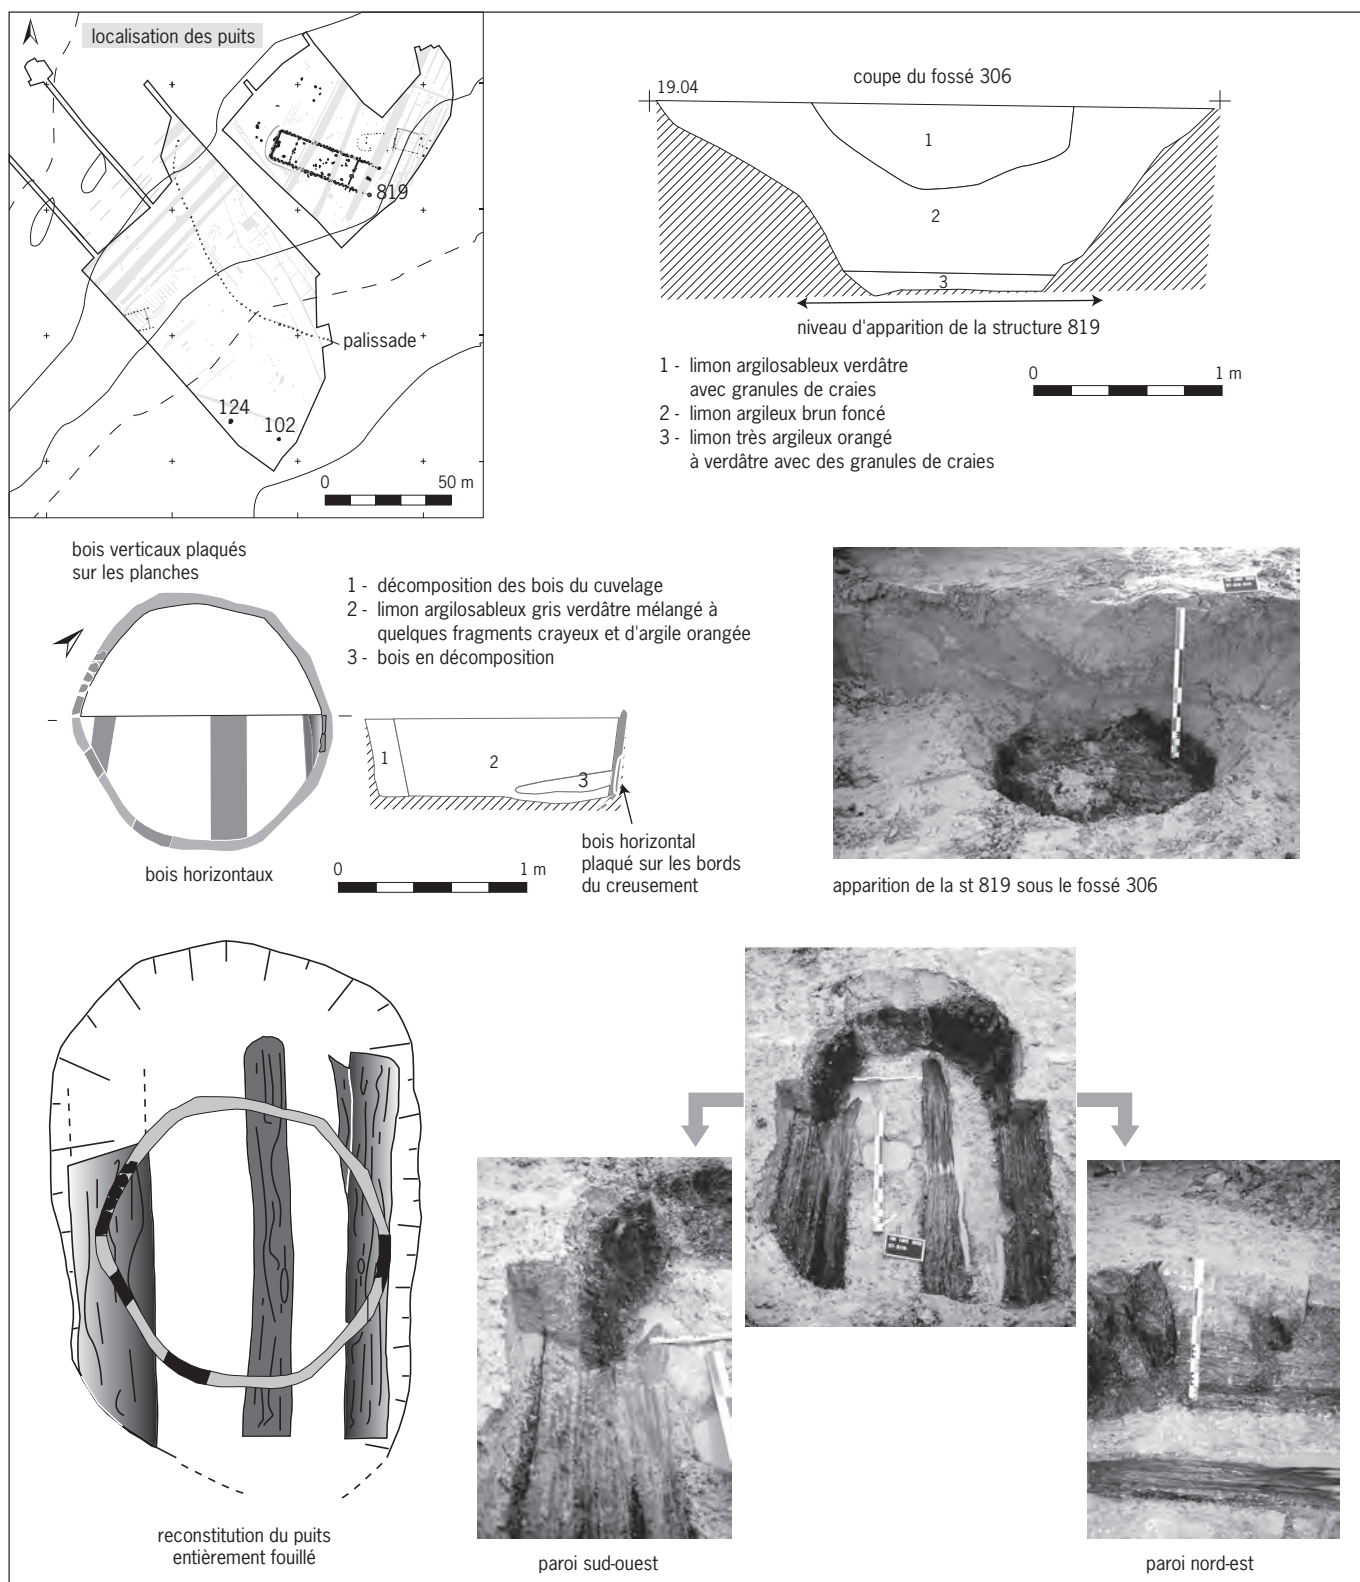 localisation des puits
819
palissade
124
102
0 50 m
coupe du fossé 306
19.04
1
2
3
niveau d'apparition de la structure 819
1 - limon argilosableux verdâtre
avec granules de craies
2 - limon argileux brun foncé
3 - limon très argileux orangé
à verdâtre avec des granules de craies
0 1 m
bois verticaux plaqués
sur les planches
1 - décomposition des bois du cuvelage
2 - limon argilosableux gris verdâtre mélangé à
quelques fragments crayeux et d'argile orangée
3 - bois en décomposition
1
2
3
bois horizontaux
0 1 m
bois horizontal
plaqué sur les bords
du creusement
apparition de la st 819 sous le fossé 306
reconstitution du puits
entièrement fouillé
paroi sud-ouest
paroi nord-est